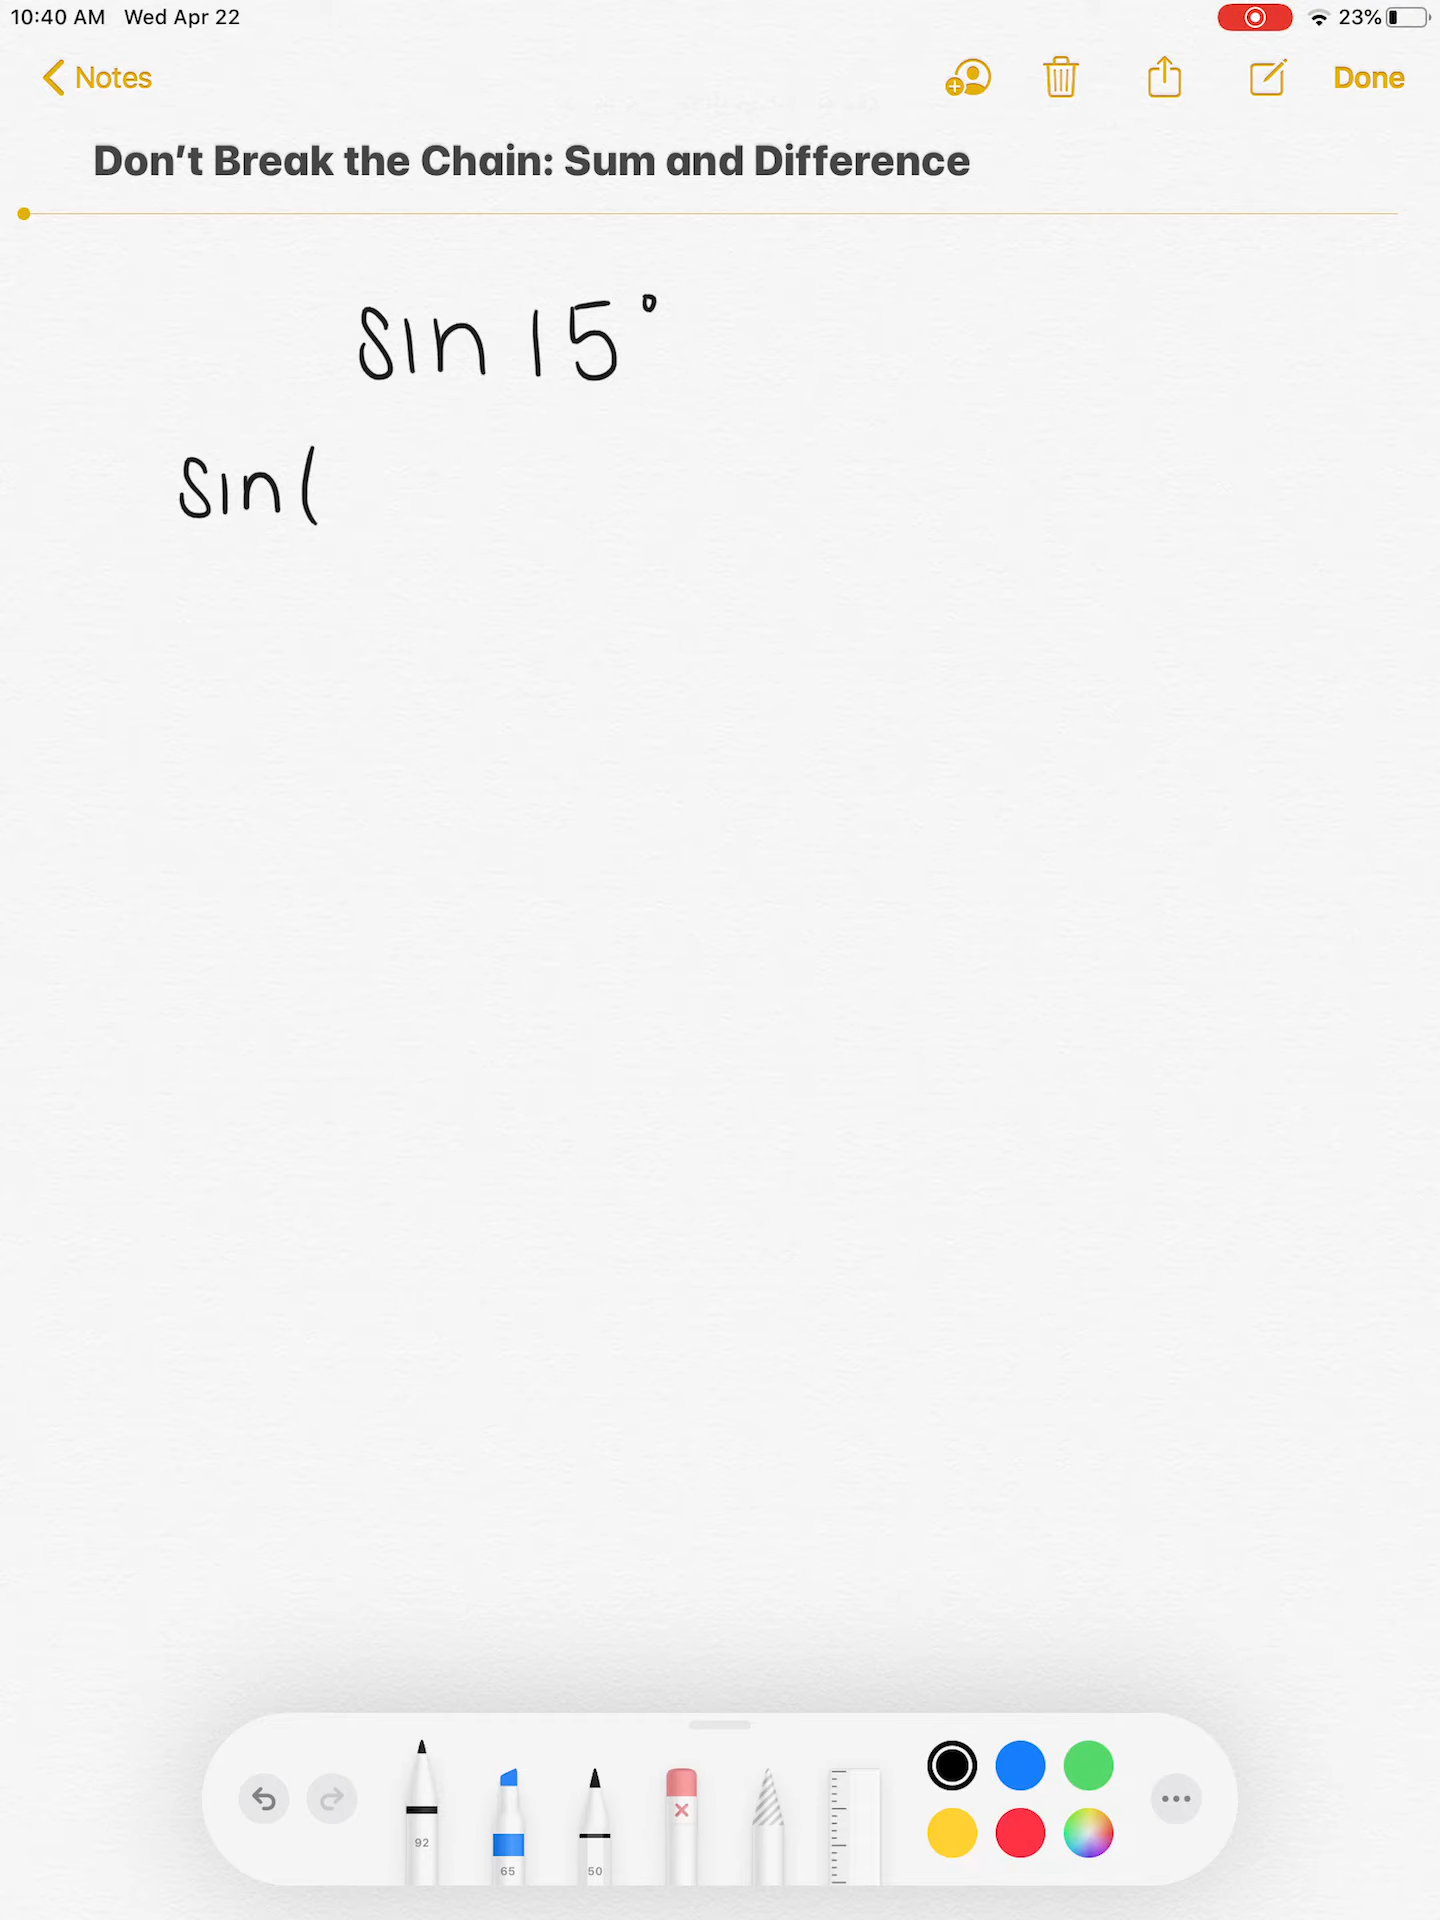 10:40 AM Wed Apr 22 23%
Notes Done
Don't Break the Chain: Sum and Difference
sin 15°
sin(
92 65 50